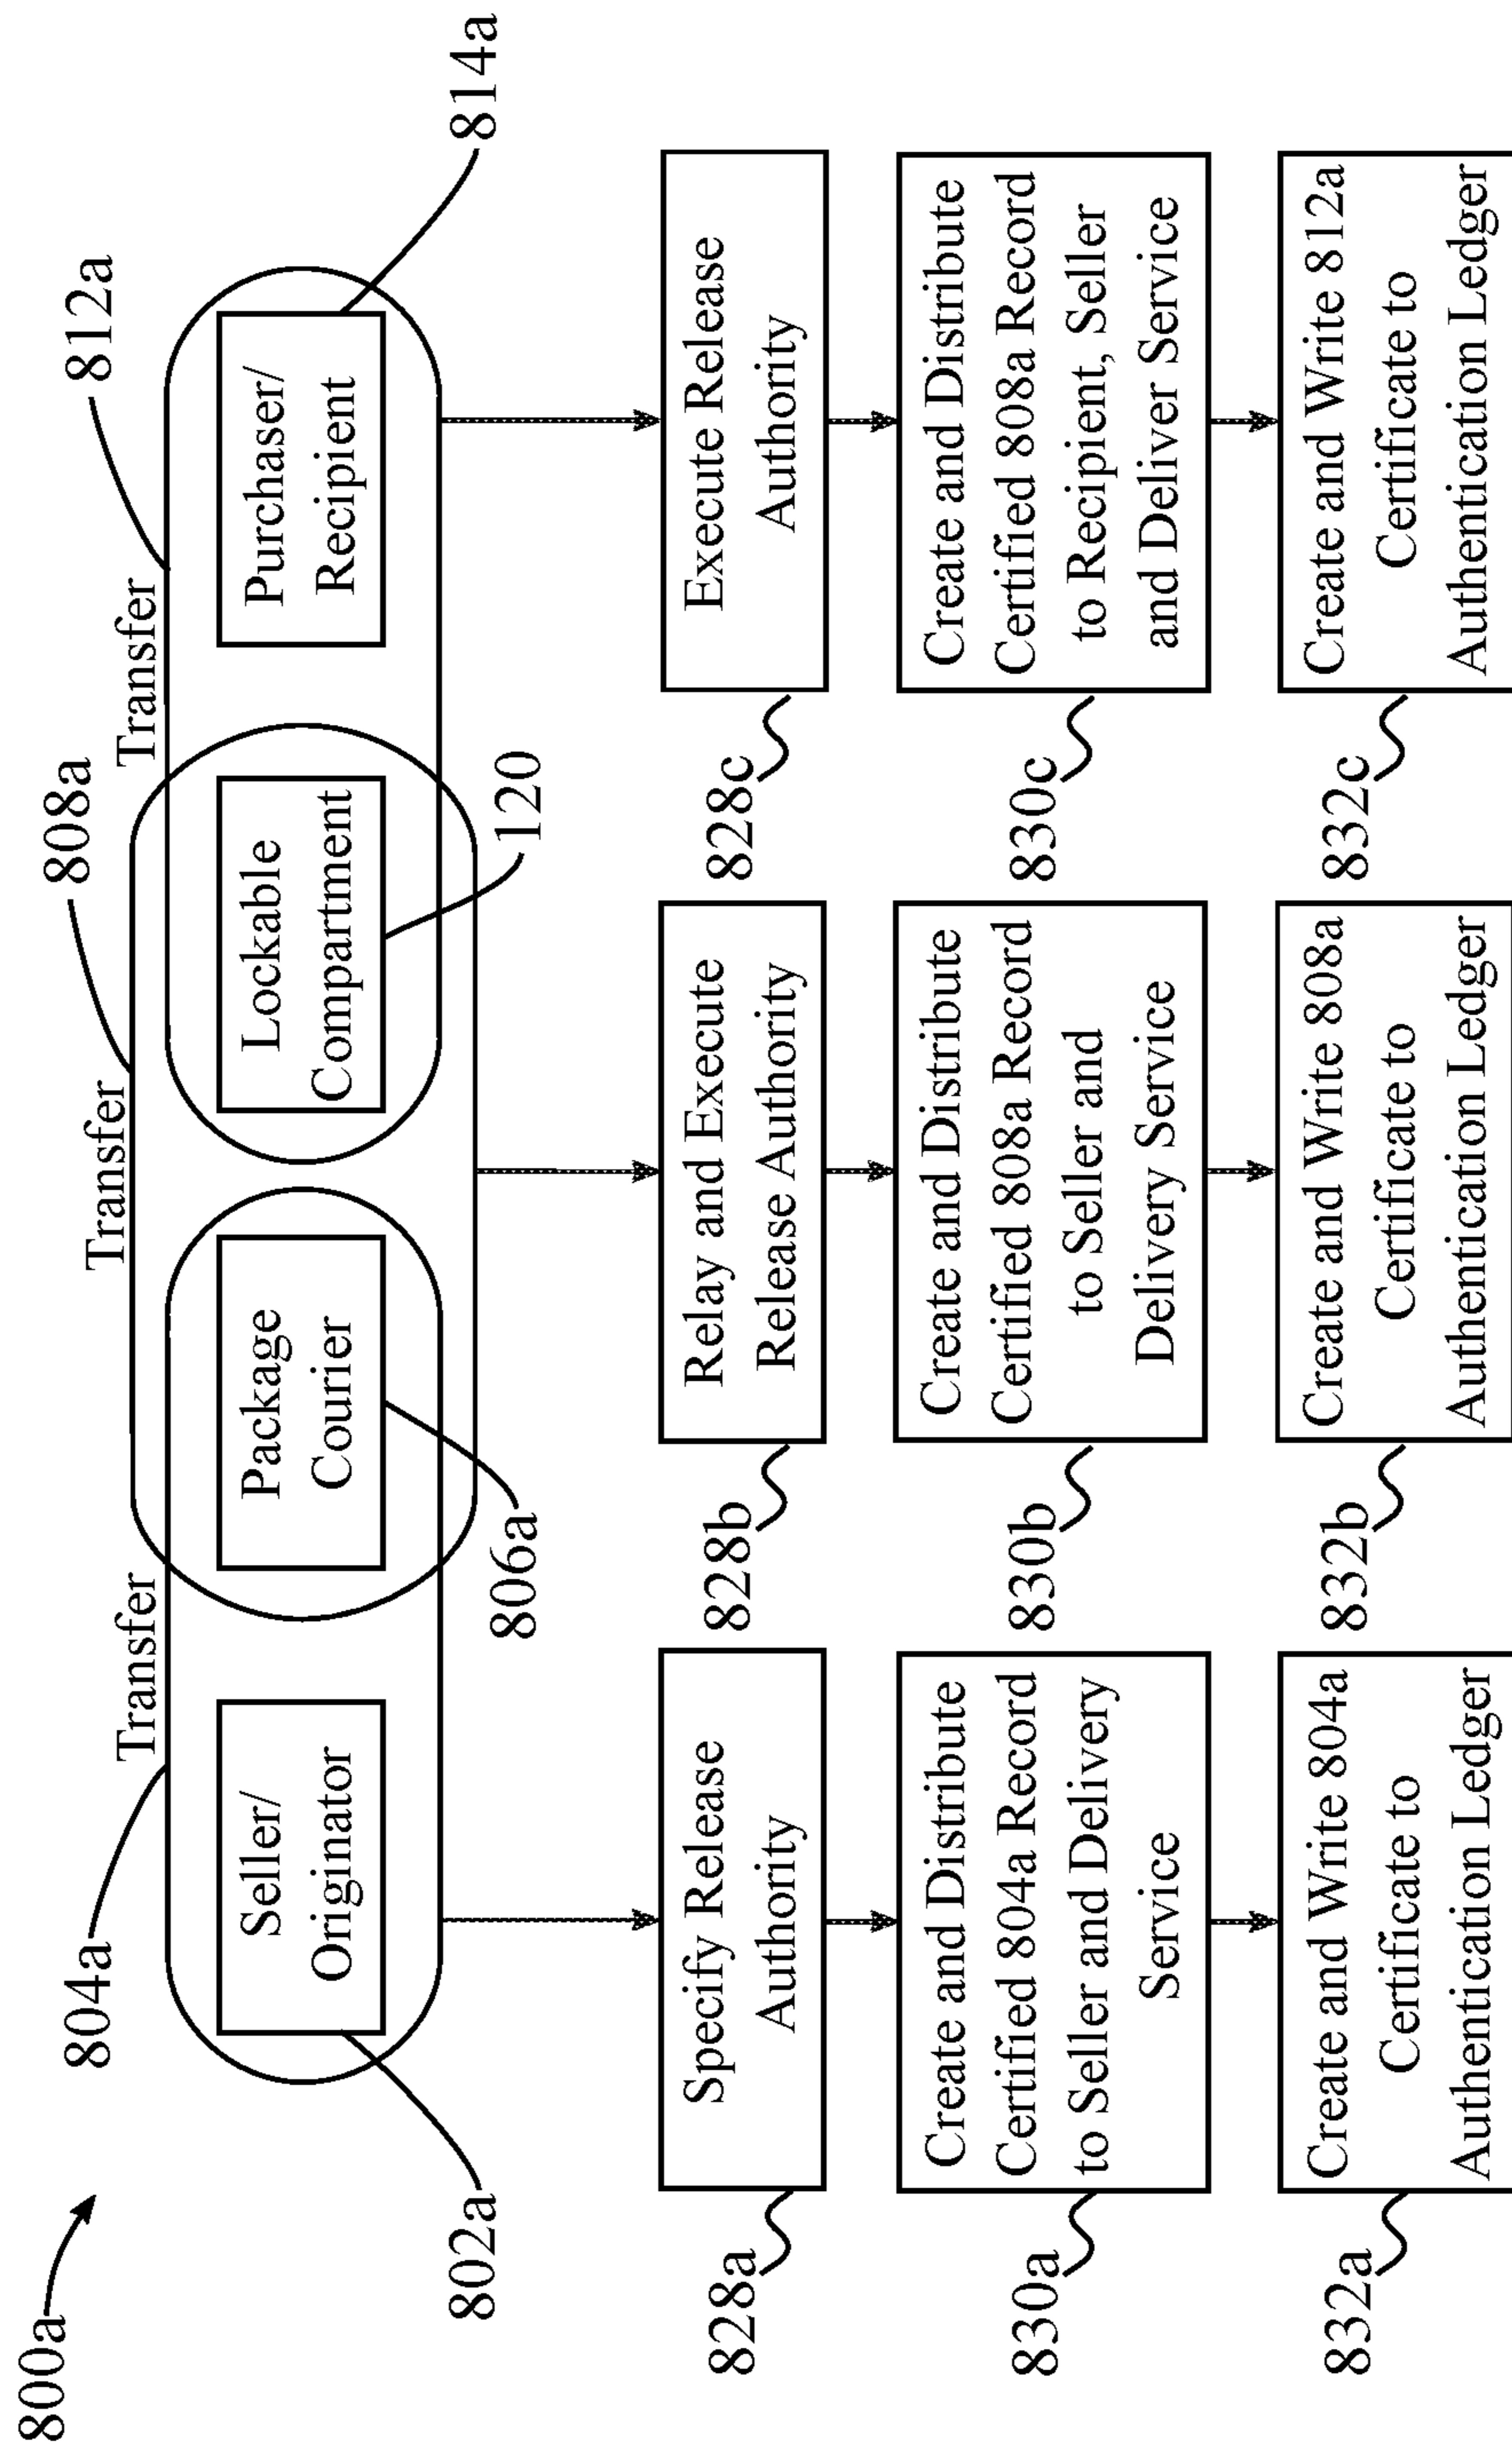 800a
804a
Transfer
808a
Transfer
812a
Transfer
Seller/
Originator
Package
Courier
Lockable
Compartment
Purchaser/
Recipient
802a
806a
120
814a
828a
Specify Release
Authority
828b
Relay and Execute
Release Authority
828c
Execute Release
Authority
830a
Create and Distribute
Certified 804a Record
to Seller and Delivery
Service
830b
Create and Distribute
Certified 808a Record
to Seller and
Delivery Service
830c
Create and Distribute
Certified 808a Record
to Recipient, Seller
and Deliver Service
832a
Create and Write 804a
Certificate to
Authentication Ledger
832b
Create and Write 808a
Certificate to
Authentication Ledger
832c
Create and Write 812a
Certificate to
Authentication Ledger